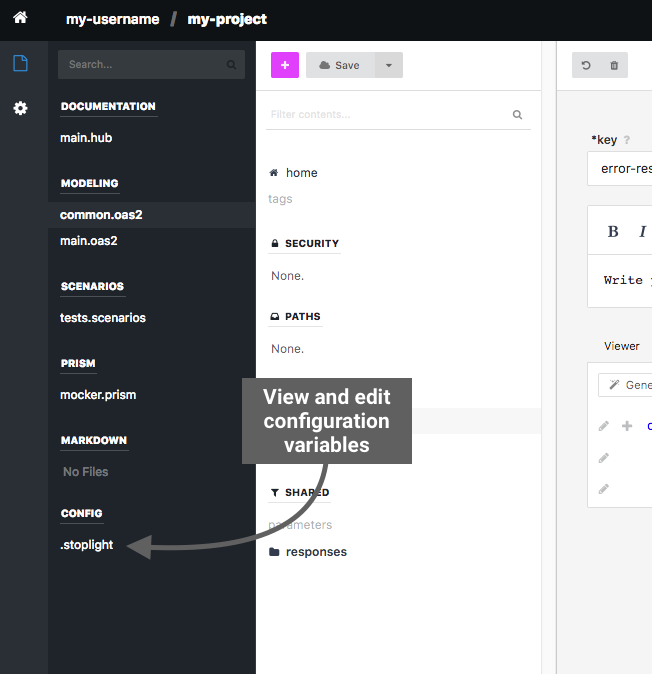 my-username / my-project
Search...
DOCUMENTATION
main.hub
MODELING
common.oas2
main.oas2
SCENARIOS
tests.scenarios
PRISM
mocker.prism
MARKDOWN
No Files
CONFIG
.stoplight
+ Save
Filter contents...
home
tags
SECURITY
None.
PATHS
None.
View and edit
configuration
variables
SHARED
parameters
responses
*key ?
error-res
B I
Write
Viewer
Gene